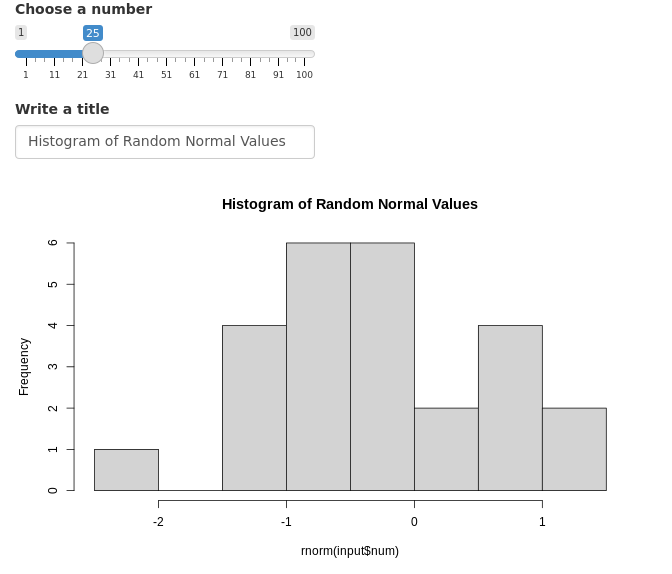 Choose a number
1 25 100
1 11 21 31 41 51 61 71 81 91 100
Write a title
Histogram of Random Normal Values
Histogram of Random Normal Values
6
5
4
3
2
1
0
Frequency
-2 -1 0 1
rnorm(input$num)